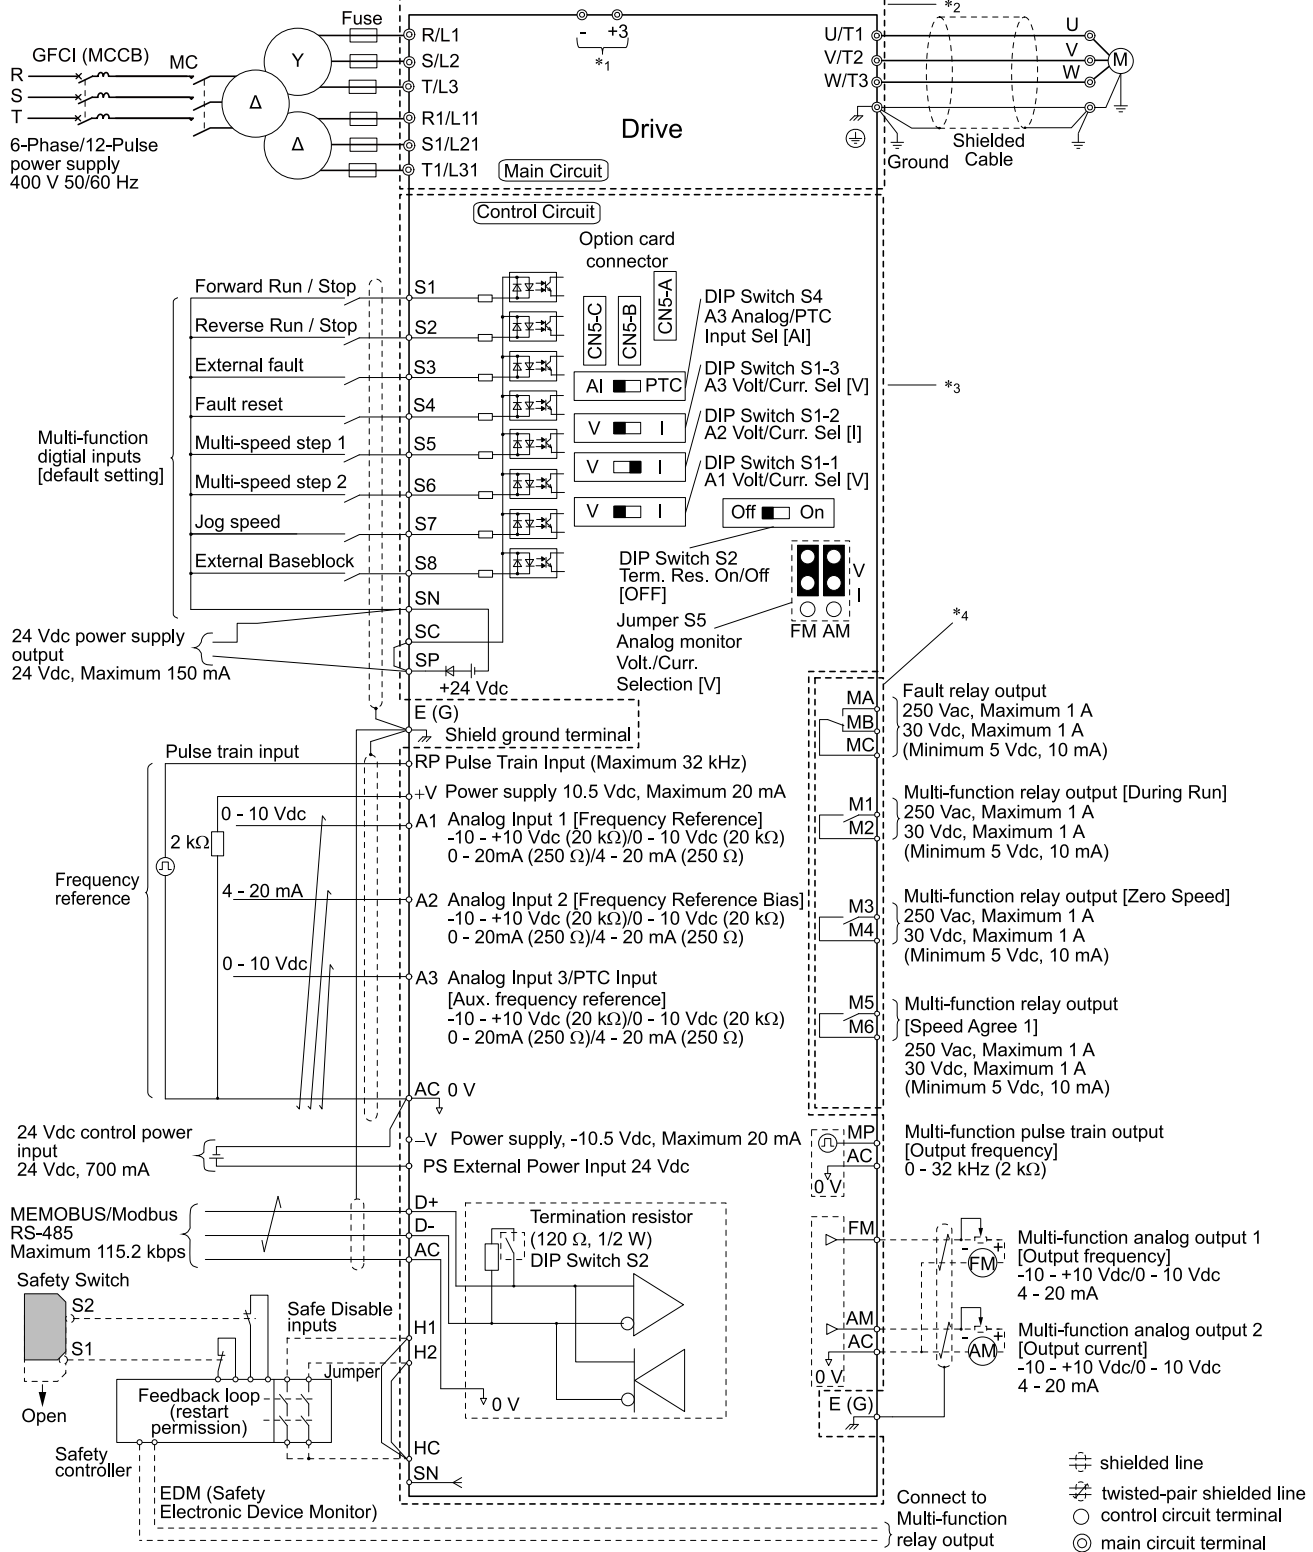 Fuse
GFCI (MCCB)
MC
R
S
T
Y
Δ
Δ
6-Phase/12-Pulse
power supply
400 V 50/60 Hz
R/L1
S/L2
T/L3
R1/L11
S1/L21
T1/L31
- +3
*1
Drive
Main Circuit
*2
U/T1
V/T2
W/T3
U
V
W
M
Ground
Shielded
Cable
Control Circuit
Option card
connector
CN5-C
CN5-B
CN5-A
Multi-function
digtial inputs
[default setting]
Forward Run / Stop
S1
Reverse Run / Stop
S2
External fault
S3
Fault reset
S4
Multi-speed step 1
S5
Multi-speed step 2
S6
Jog speed
S7
External Baseblock
S8
SN
SC
SP
+24 Vdc
24 Vdc power supply
output
24 Vdc, Maximum 150 mA
DIP Switch S4
A3 Analog/PTC
Input Sel [AI]
AI PTC
DIP Switch S1-3
A3 Volt/Curr. Sel [V]
V I
DIP Switch S1-2
A2 Volt/Curr. Sel [I]
V I
DIP Switch S1-1
A1 Volt/Curr. Sel [V]
V I
Off On
DIP Switch S2
Term. Res. On/Off
[OFF]
Jumper S5
Analog monitor
Volt./Curr.
Selection [V]
V
I
FM AM
*3
*4
E (G)
Shield ground terminal
Pulse train input
RP Pulse Train Input (Maximum 32 kHz)
+V Power supply 10.5 Vdc, Maximum 20 mA
0 - 10 Vdc
2 kΩ
A1 Analog Input 1 [Frequency Reference]
-10 - +10 Vdc (20 kΩ)/0 - 10 Vdc (20 kΩ)
0 - 20mA (250 Ω)/4 - 20 mA (250 Ω)
Frequency
reference
4 - 20 mA
A2 Analog Input 2 [Frequency Reference Bias]
-10 - +10 Vdc (20 kΩ)/0 - 10 Vdc (20 kΩ)
0 - 20mA (250 Ω)/4 - 20 mA (250 Ω)
0 - 10 Vdc
A3 Analog Input 3/PTC Input
[Aux. frequency reference]
-10 - +10 Vdc (20 kΩ)/0 - 10 Vdc (20 kΩ)
0 - 20mA (250 Ω)/4 - 20 mA (250 Ω)
AC 0 V
24 Vdc control power
input
24 Vdc, 700 mA
–V Power supply, -10.5 Vdc, Maximum 20 mA
PS External Power Input 24 Vdc
MA
MB
MC
Fault relay output
250 Vac, Maximum 1 A
30 Vdc, Maximum 1 A
(Minimum 5 Vdc, 10 mA)
M1
M2
Multi-function relay output [During Run]
250 Vac, Maximum 1 A
30 Vdc, Maximum 1 A
(Minimum 5 Vdc, 10 mA)
M3
M4
Multi-function relay output [Zero Speed]
250 Vac, Maximum 1 A
30 Vdc, Maximum 1 A
(Minimum 5 Vdc, 10 mA)
M5
M6
Multi-function relay output
[Speed Agree 1]
250 Vac, Maximum 1 A
30 Vdc, Maximum 1 A
(Minimum 5 Vdc, 10 mA)
MP
AC
0 V
Multi-function pulse train output
[Output frequency]
0 - 32 kHz (2 kΩ)
MEMOBUS/Modbus
RS-485
Maximum 115.2 kbps
D+
D-
AC
Termination resistor
(120 Ω, 1/2 W)
DIP Switch S2
0 V
FM
- +
FM
Multi-function analog output 1
[Output frequency]
-10 - +10 Vdc/0 - 10 Vdc
4 - 20 mA
AM
AC
0 V
- +
AM
Multi-function analog output 2
[Output current]
-10 - +10 Vdc/0 - 10 Vdc
4 - 20 mA
E (G)
Safety Switch
S2
S1
Open
Safe Disable
inputs
H1
H2
Jumper
Feedback loop
(restart
permission)
Safety
controller
HC
SN
EDM (Safety
Electronic Device Monitor)
Connect to
Multi-function
relay output
shielded line
twisted-pair shielded line
control circuit terminal
main circuit terminal